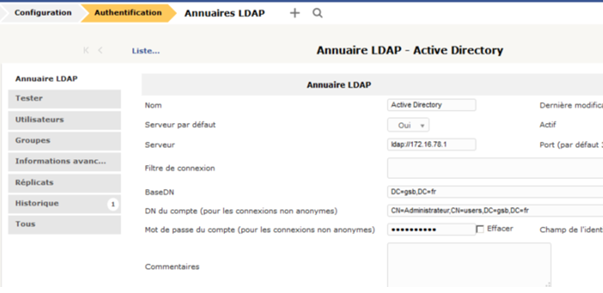 Configuration Authentification Annuaires LDAP
Liste... Annuaire LDAP - Active Directory
Annuaire LDAP
Tester
Utilisateurs
Groupes
Informations avanc...
Réplicats
Historique 1
Tous
Annuaire LDAP
Nom Active Directory Dernière modifica
Serveur par défaut Oui Actif
Serveur ldap://172.16.78.1 Port (par défaut
Filtre de connexion
BaseDN DC=gsb,DC=fr
DN du compte (pour les connexions non anonymes) CN=Administrateur,CN=users,DC=gsb,DC=fr
Mot de passe du compte (pour les connexions non anonymes) •••••••••• Effacer Champ de l'ident
Commentaires